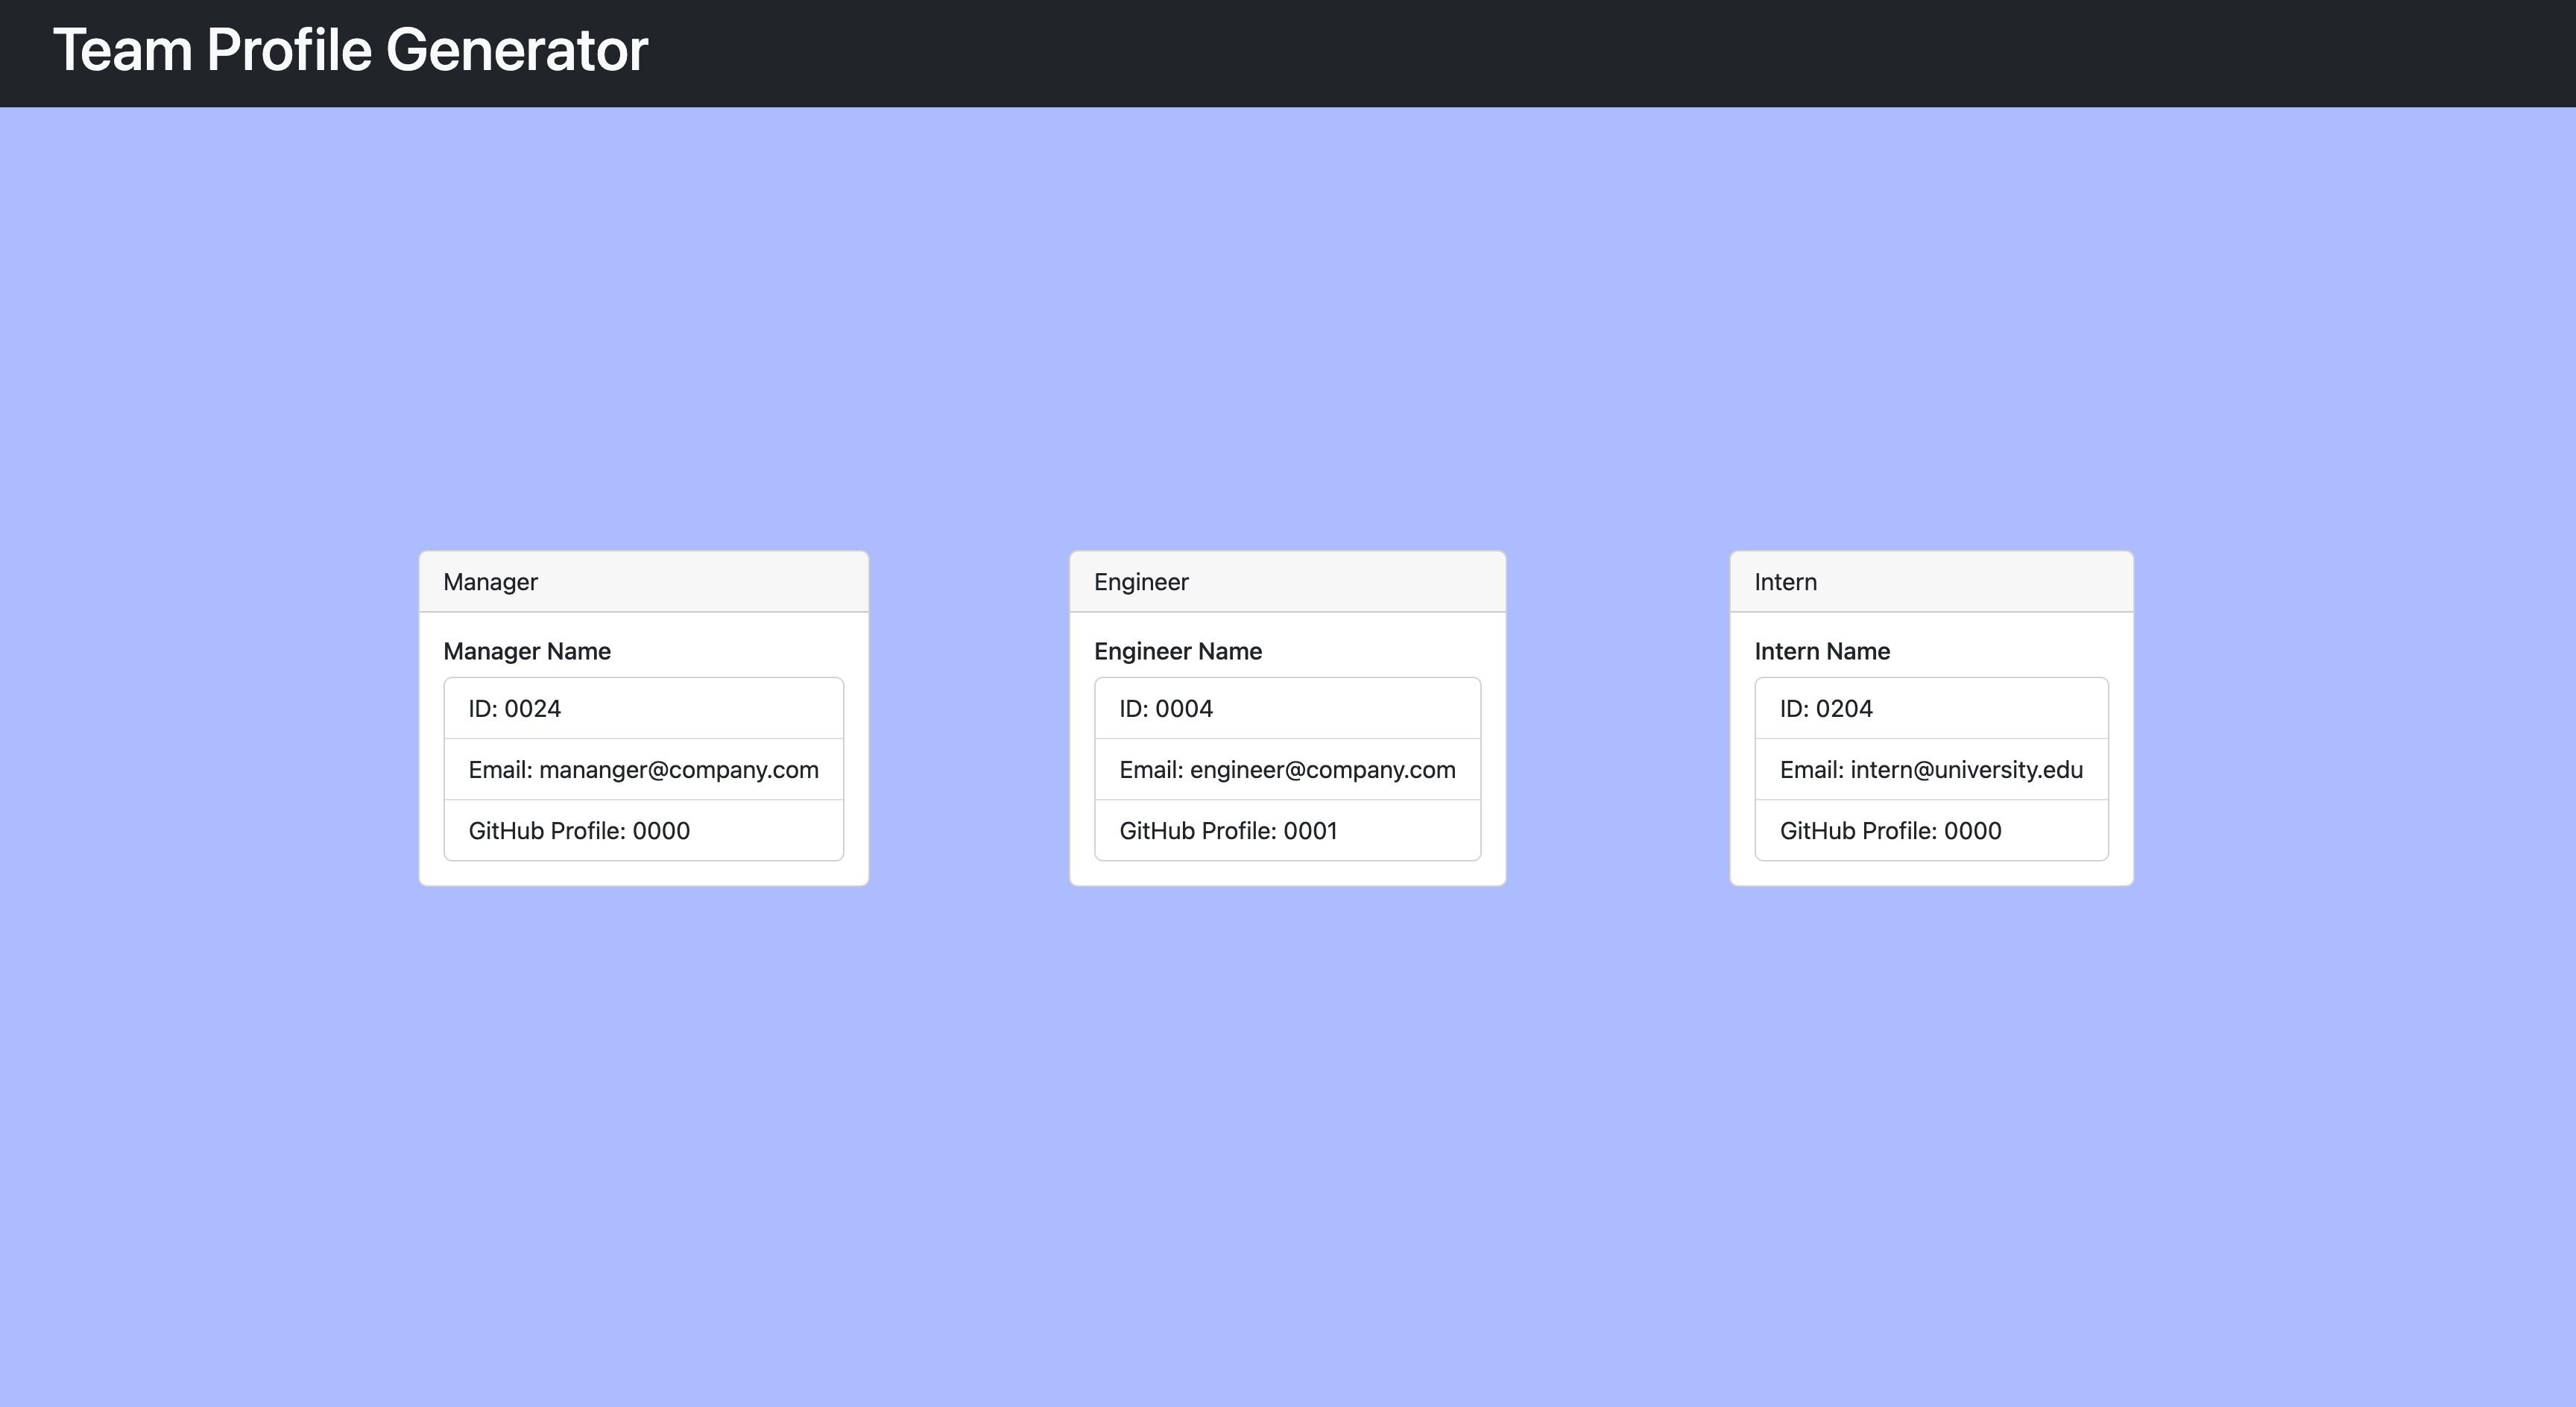 Team Profile Generator
Manager
Manager Name
ID: 0024
Email: mananger@company.com
GitHub Profile: 0000
Engineer
Engineer Name
ID: 0004
Email: engineer@company.com
GitHub Profile: 0001
Intern
Intern Name
ID: 0204
Email: intern@university.edu
GitHub Profile: 0000